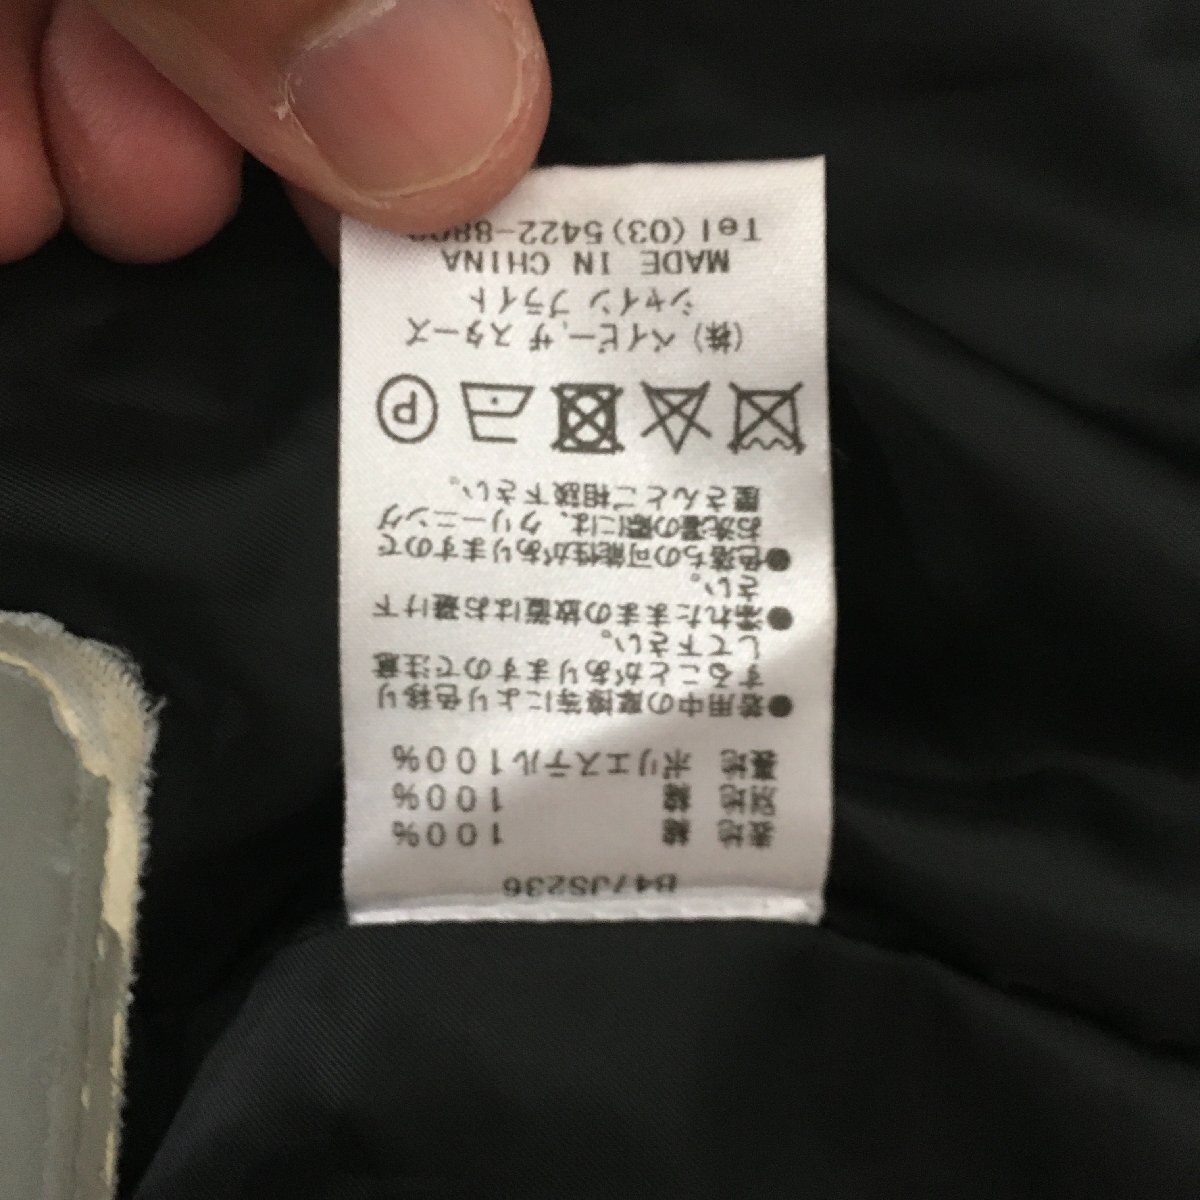 B47JS236
表地 綿 100%
別地 綿 100%
裏地 ポリエステル100%
●着用中の摩擦等により色移り
することがありますので注意
して下さい。
●濡れたままの放置はお避け下
さい。
●色落ちの可能性がありますので
お洗濯の際には、クリーニング
屋さんとご相談下さい。
P
(株) ベイビー,ザ スターズ
シャイン ブライト
MADE IN CHINA
Tel (03)5422-880